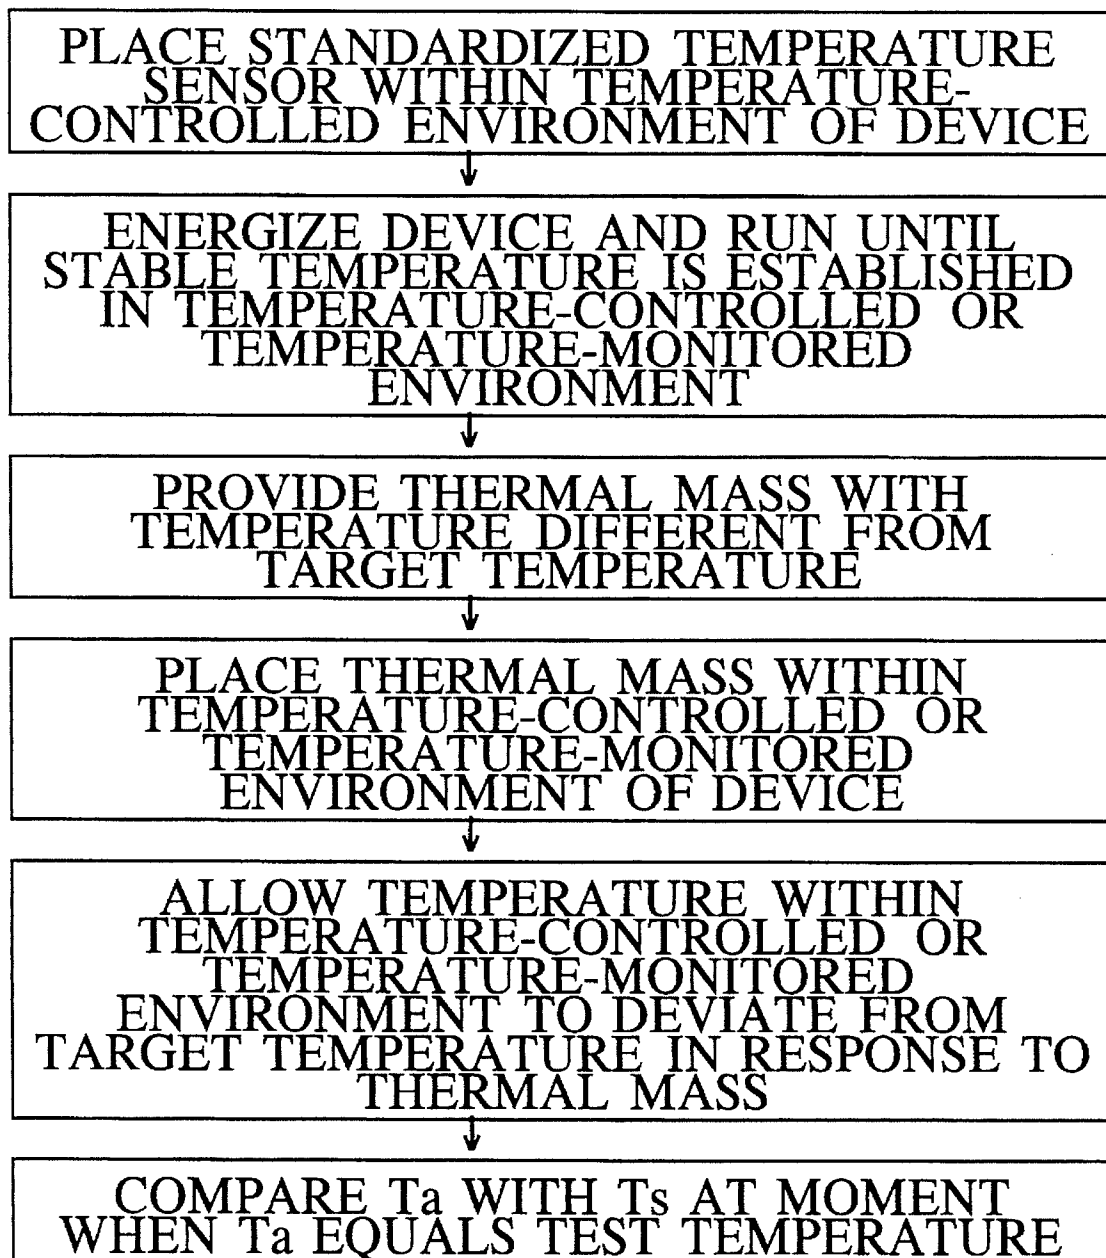 PLACE STANDARDIZED TEMPERATURE
SENSOR WITHIN TEMPERATURE-
CONTROLLED ENVIRONMENT OF DEVICE
ENERGIZE DEVICE AND RUN UNTIL
STABLE TEMPERATURE IS ESTABLISHED
IN TEMPERATURE-CONTROLLED OR
TEMPERATURE-MONITORED
ENVIRONMENT
PROVIDE THERMAL MASS WITH
TEMPERATURE DIFFERENT FROM
TARGET TEMPERATURE
PLACE THERMAL MASS WITHIN
TEMPERATURE-CONTROLLED OR
TEMPERATURE-MONITORED
ENVIRONMENT OF DEVICE
ALLOW TEMPERATURE WITHIN
TEMPERATURE-CONTROLLED OR
TEMPERATURE-MONITORED
ENVIRONMENT TO DEVIATE FROM
TARGET TEMPERATURE IN RESPONSE TO
THERMAL MASS
COMPARE Ta WITH Ts AT MOMENT
WHEN Ta EQUALS TEST TEMPERATURE